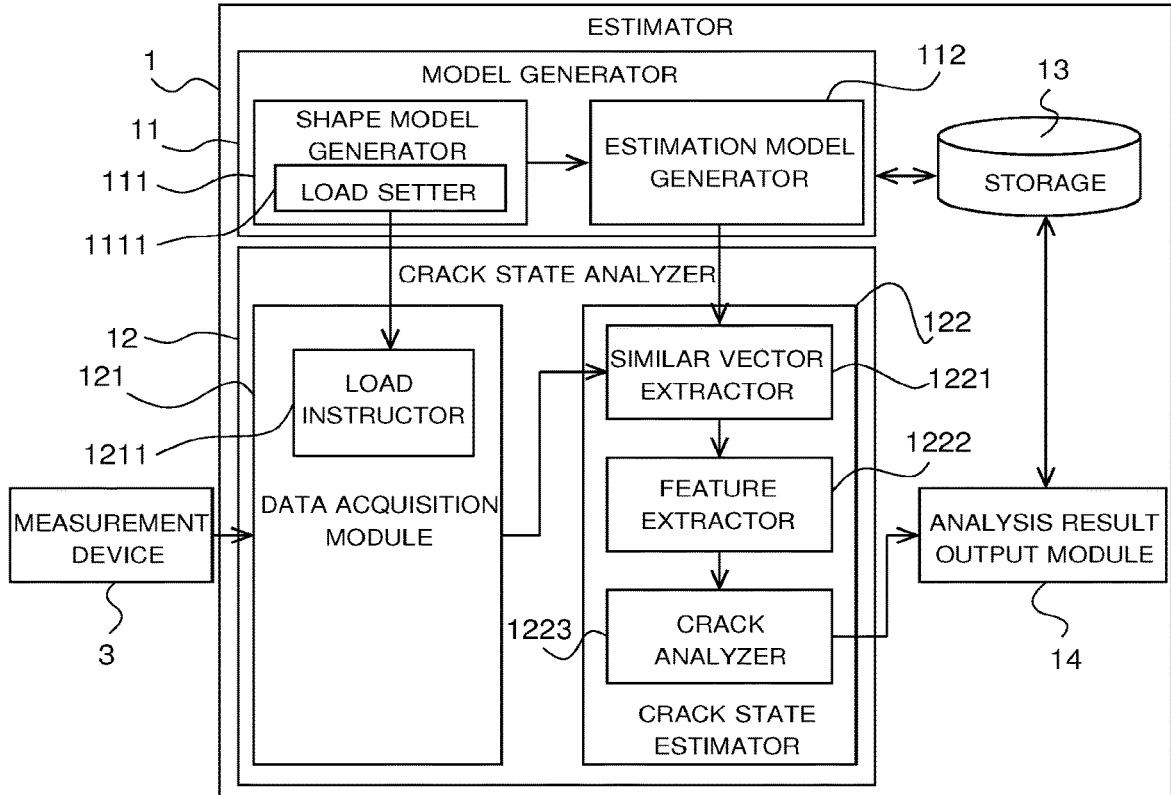 ESTIMATOR
1
MODEL GENERATOR
112
13
11
SHAPE MODEL
GENERATOR
ESTIMATION MODEL
GENERATOR
STORAGE
111
LOAD SETTER
1111
CRACK STATE ANALYZER
12
122
121
LOAD
INSTRUCTOR
SIMILAR VECTOR
EXTRACTOR
1221
1211
1222
MEASUREMENT
DEVICE
DATA ACQUISITION
MODULE
FEATURE
EXTRACTOR
ANALYSIS RESULT
OUTPUT MODULE
3
1223
CRACK
ANALYZER
14
CRACK STATE
ESTIMATOR